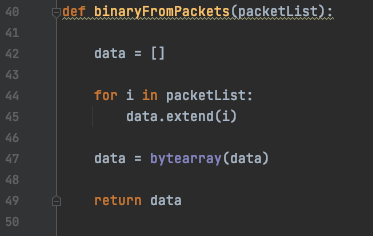 40 def binaryFromPackets(packetList):
41
42     data = []
43
44     for i in packetList:
45         data.extend(i)
46
47     data = bytearray(data)
48
49     return data
50